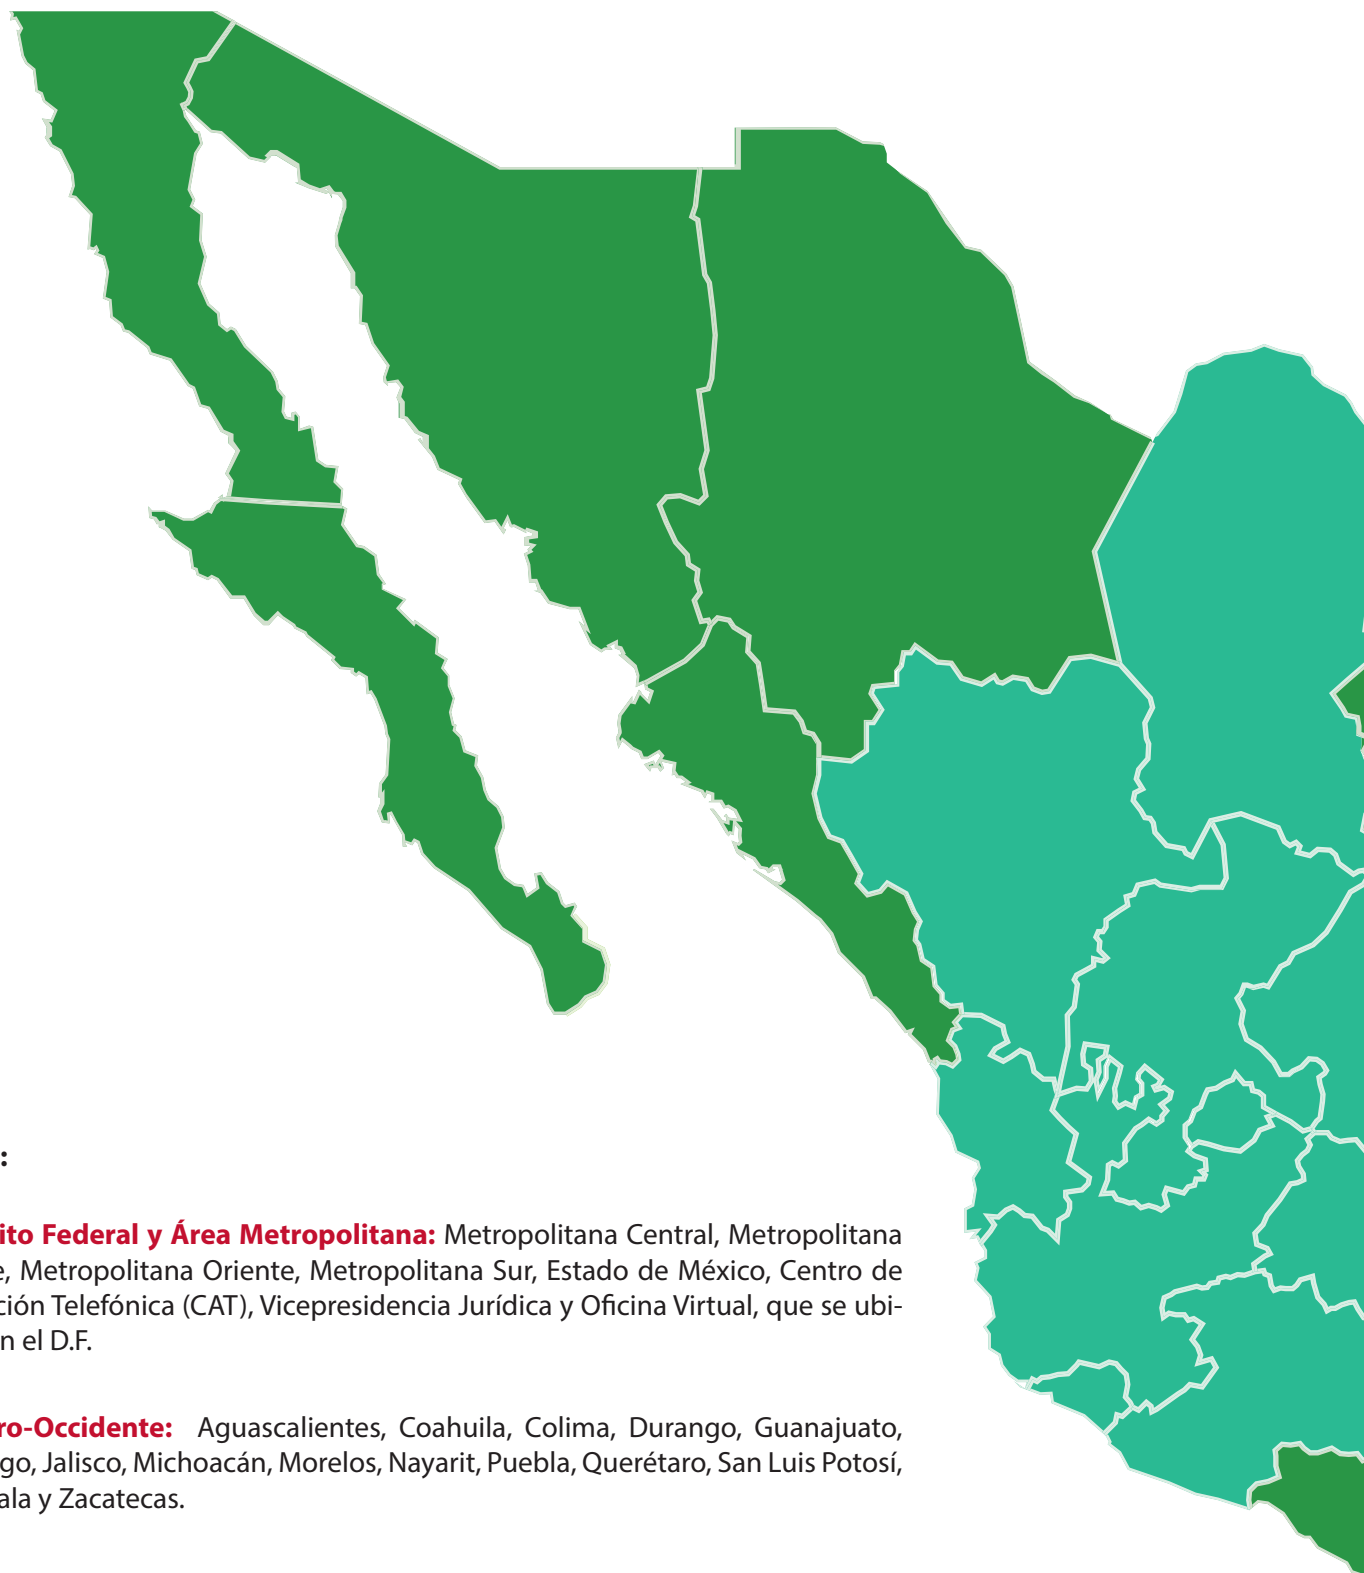 :
ito Federal y Área Metropolitana: Metropolitana Central, Metropolitana
e, Metropolitana Oriente, Metropolitana Sur, Estado de México, Centro de
ción Telefónica (CAT), Vicepresidencia Jurídica y Oficina Virtual, que se ubi-
n el D.F.
ro-Occidente: Aguascalientes, Coahuila, Colima, Durango, Guanajuato,
go, Jalisco, Michoacán, Morelos, Nayarit, Puebla, Querétaro, San Luis Potosí,
ala y Zacatecas.